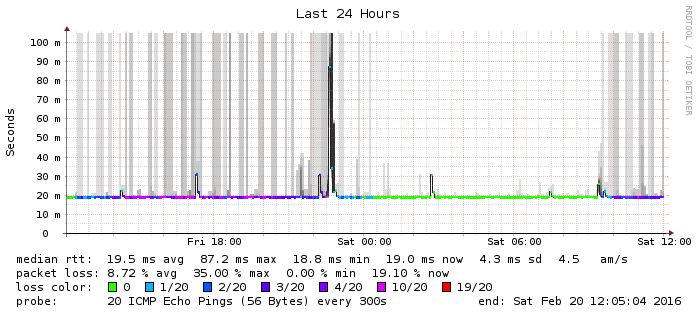 Last 24 Hours
RRDTOOL / TOBI OETIKER
Seconds
100 m
90 m
80 m
70 m
60 m
50 m
40 m
30 m
20 m
10 m
0
Fri 18:00 Sat 00:00 Sat 06:00 Sat 12:00
median rtt: 19.5 ms avg 87.2 ms max 18.8 ms min 19.0 ms now 4.3 ms sd 4.5 am/s
packet loss: 8.72 % avg 35.00 % max 0.00 % min 19.10 % now
loss color: 0 1/20 2/20 3/20 4/20 10/20 19/20
probe: 20 ICMP Echo Pings (56 Bytes) every 300s end: Sat Feb 20 12:05:04 2016